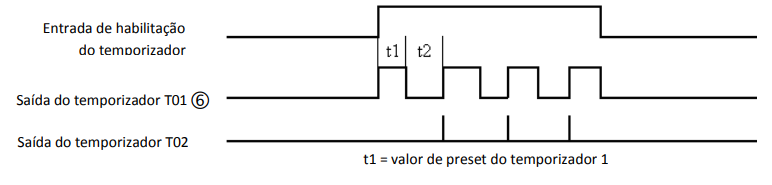 Entrada de habilitação
do temporizador
t1 t2
Saída do temporizador T01 ⑥
Saída do temporizador T02
t1 = valor de preset do temporizador 1